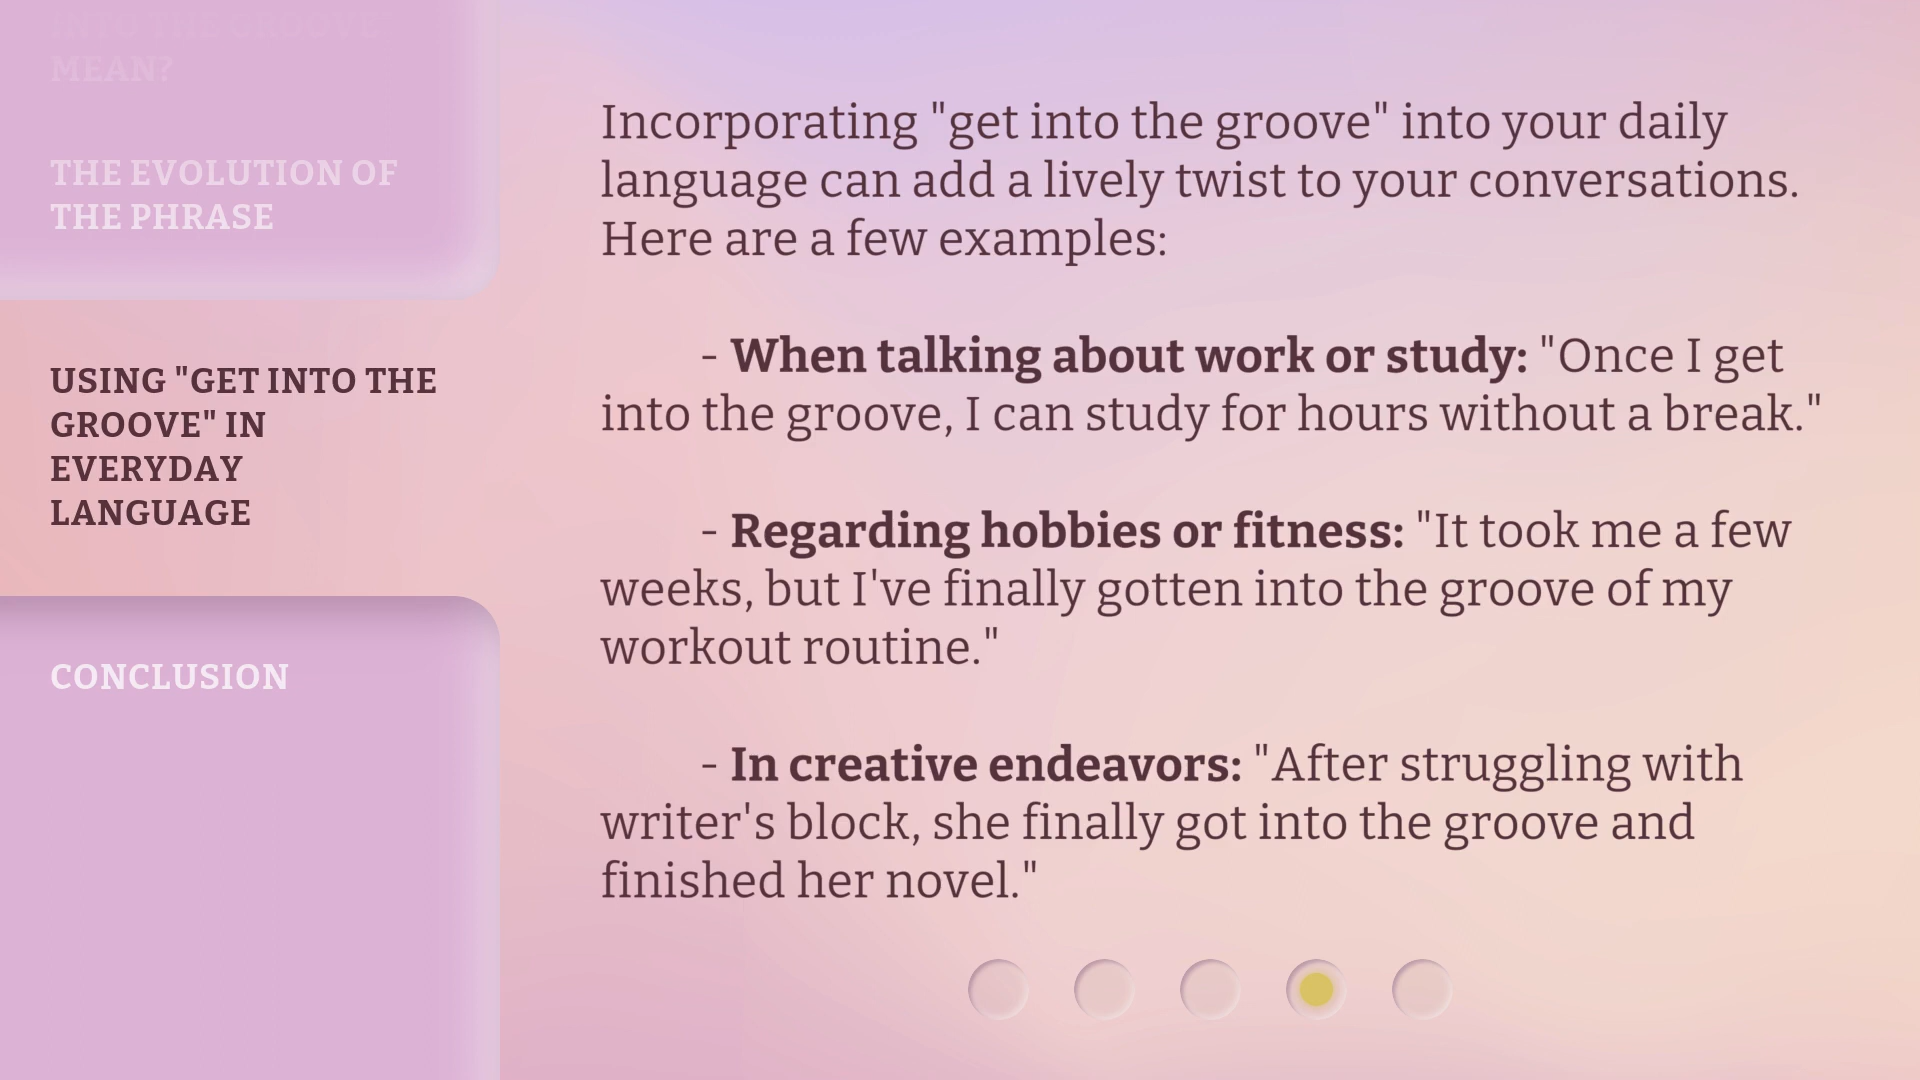 INTO THE GROOVE"
MEAN?
THE EVOLUTION OF
THE PHRASE
USING "GET INTO THE
GROOVE" IN
EVERYDAY
LANGUAGE
CONCLUSION
Incorporating "get into the groove" into your daily
language can add a lively twist to your conversations.
Here are a few examples:
- When talking about work or study: "Once I get
into the groove, I can study for hours without a break."
- Regarding hobbies or fitness: "It took me a few
weeks, but I've finally gotten into the groove of my
workout routine."
- In creative endeavors: "After struggling with
writer's block, she finally got into the groove and
finished her novel."